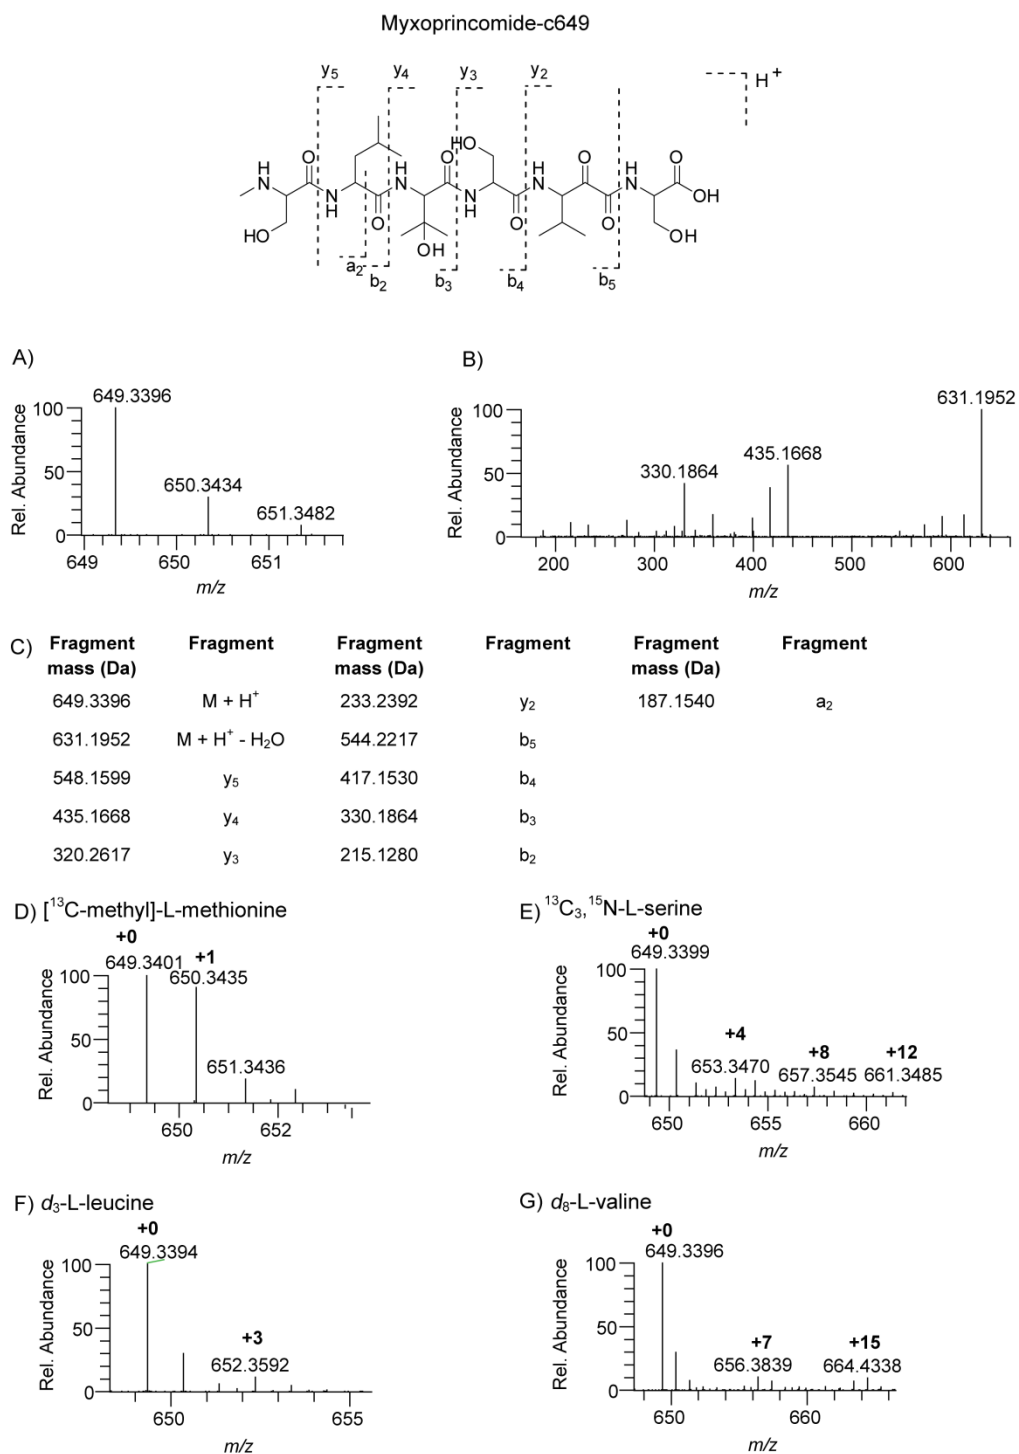 Myxoprincomide-c649
y5 y4 y3 y2 H+
O O HO O O
H H H H
N N N N
N N OH
H H
O O O
HO OH OH
a2 b2 b3 b4 b5
A)
Rel. Abundance
100
50
0
649.3396
650.3434
651.3482
649 650 651
m/z
B)
Rel. Abundance
100
50
0
631.1952
435.1668
330.1864
200 300 400 500 600
m/z
C) Fragment mass (Da) Fragment Fragment mass (Da) Fragment Fragment mass (Da) Fragment
649.3396 M + H+ 233.2392 y2 187.1540 a2
631.1952 M + H+ - H2O 544.2217 b5
548.1599 y5 417.1530 b4
435.1668 y4 330.1864 b3
320.2617 y3 215.1280 b2
D) [13C-methyl]-L-methionine
+0
649.3401
+1
650.3435
651.3436
Rel. Abundance
100
50
0
650 652
m/z
E) 13C3,15N-L-serine
+0
649.3399
+4
653.3470
+8
657.3545
+12
661.3485
Rel. Abundance
100
50
0
650 655 660
m/z
F) d3-L-leucine
+0
649.3394
+3
652.3592
Rel. Abundance
100
50
0
650 655
m/z
G) d8-L-valine
+0
649.3396
+7
656.3839
+15
664.4338
Rel. Abundance
100
50
0
650 660
m/z